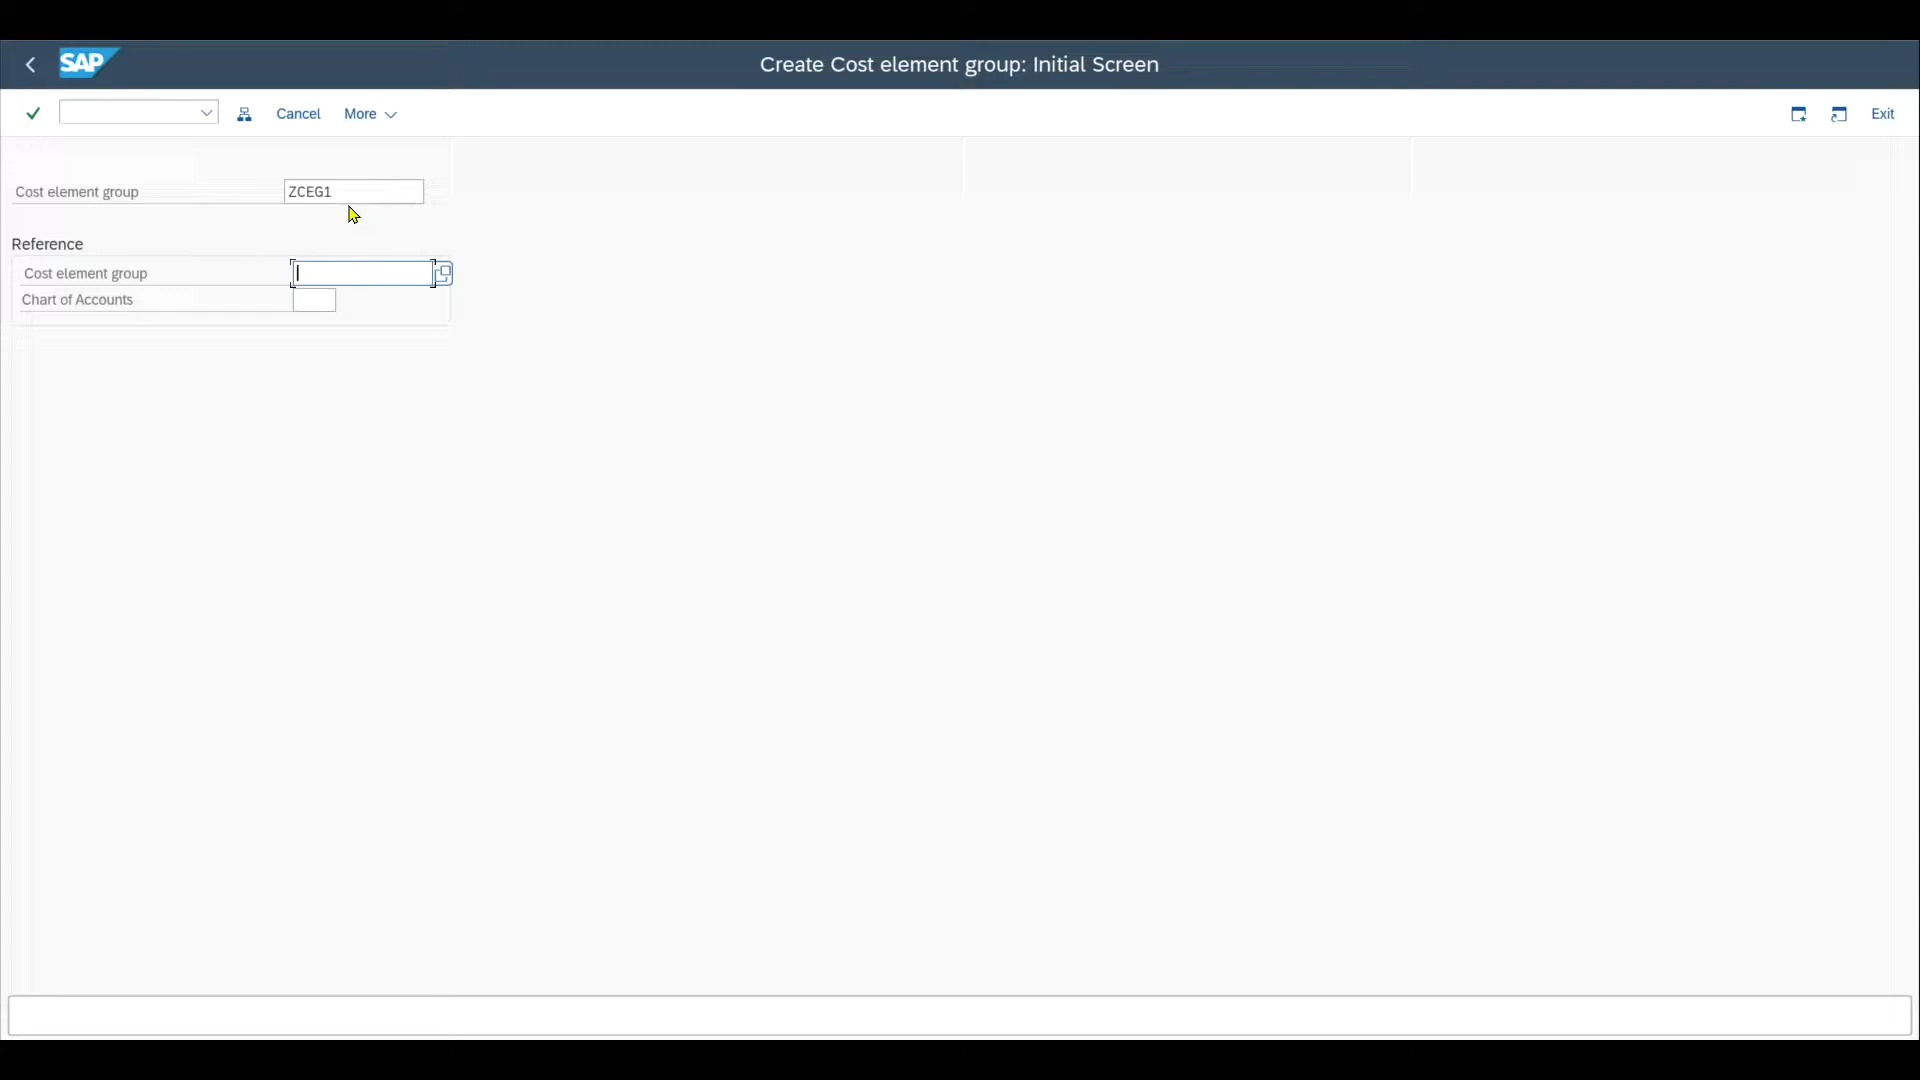 SAP
Create Cost element group: Initial Screen
Cancel
More
Exit
Cost element group
ZCEG1
Reference
Cost element group
Chart of Accounts